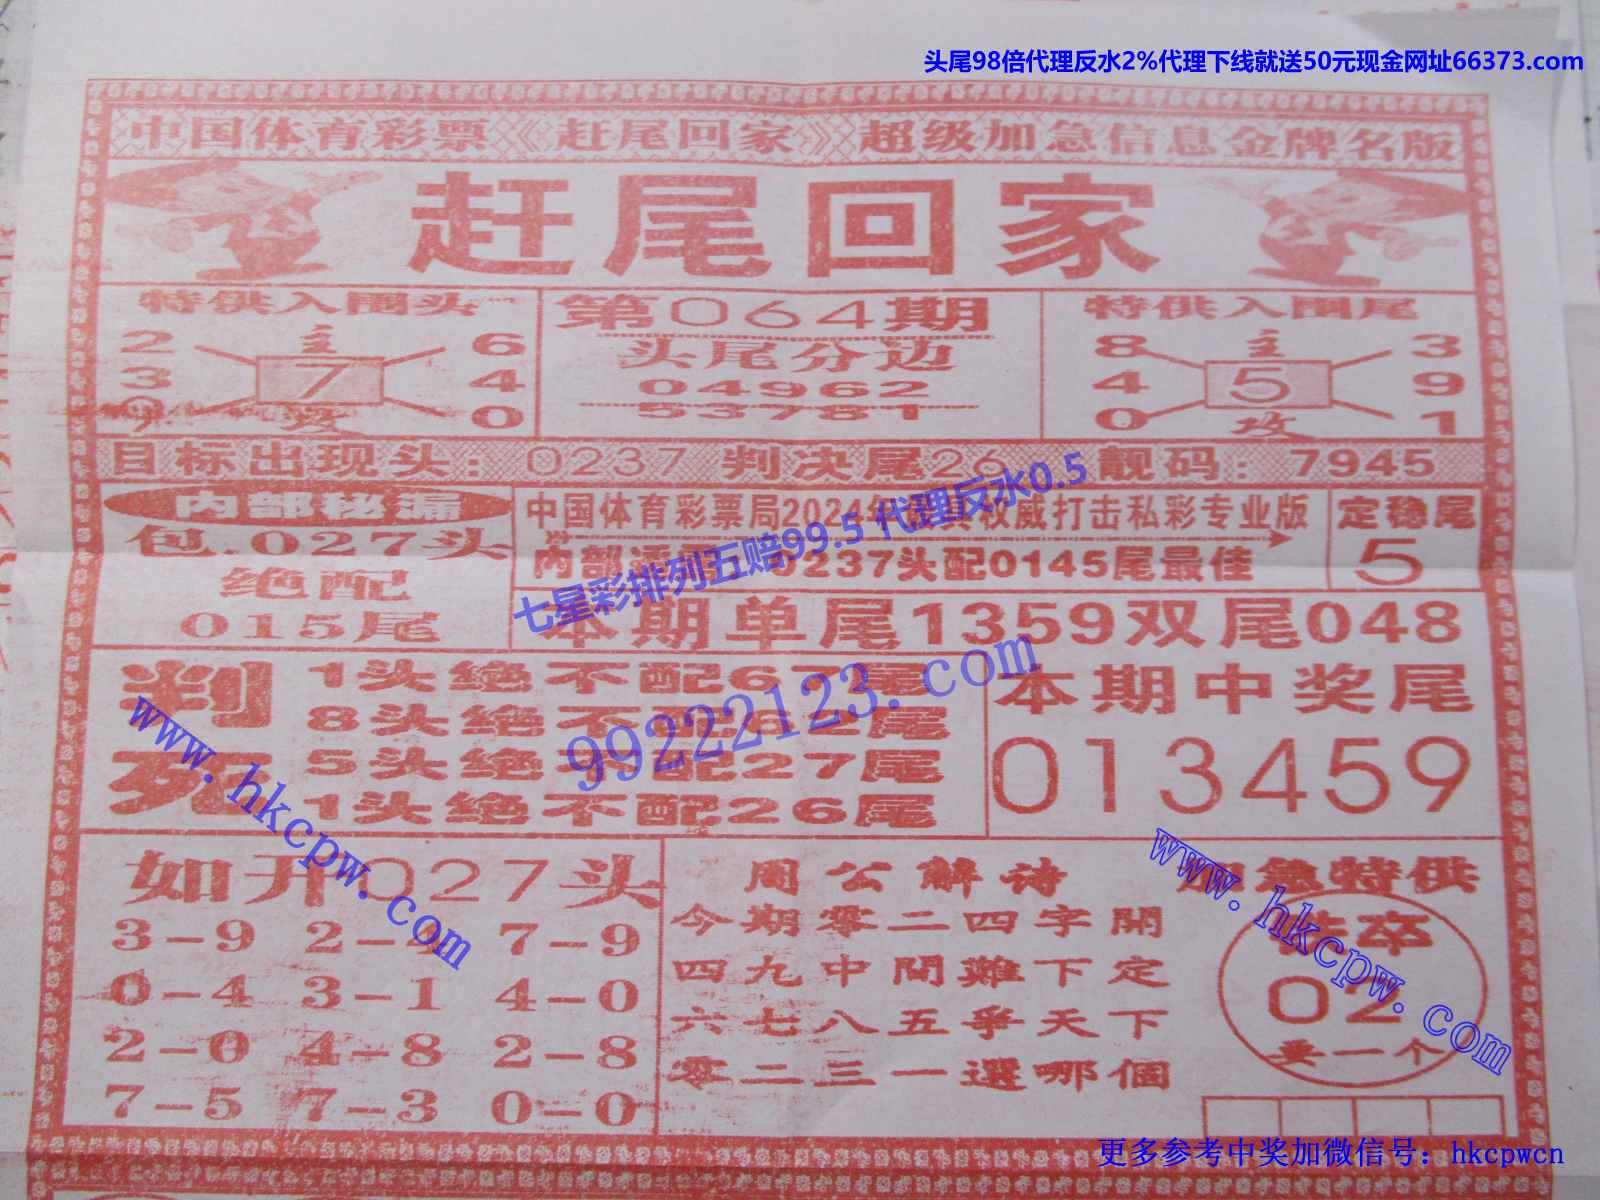 头尾98倍代理反水2%代理下线就送50元现金网址66373.com
中国体育彩票《赶尾回家》超级加急信息金牌名版
赶尾回家
特供入围头
2 主 6
3 7 4
9 攻 0
第064期
头尾分边
04962
53781
特供入围尾
8 主 3
4 5 9
0 攻 1
目标出现头：0237 判决尾26 靓码：7945
内部秘漏
包.027头
绝配
015尾
中国体育彩票局2024年 权威打击私彩专业版
内部 0237头配0145尾最佳
定稳尾
5
七星彩排列五赔99.5 代理反水0.5
本期单尾1359双尾048
判死
1头绝不配67尾
8头绝不配82尾
5头绝不配27尾
1头绝不配26尾
99222123.com
本期中奖尾
013459
www.hkcpw.com
如开.027头
3-9 2-4 7-9
0-4 3-1 4-0
2-0 4-8 2-8
7-5 7-3 0-0
周公解诗
今期零二四字開
四九中間難下定
六七八五爭天下
零二三一選哪個
加急特供
卒
02
要一个
www.hkcpw.com
更多参考中奖加微信号：hkcpwcn